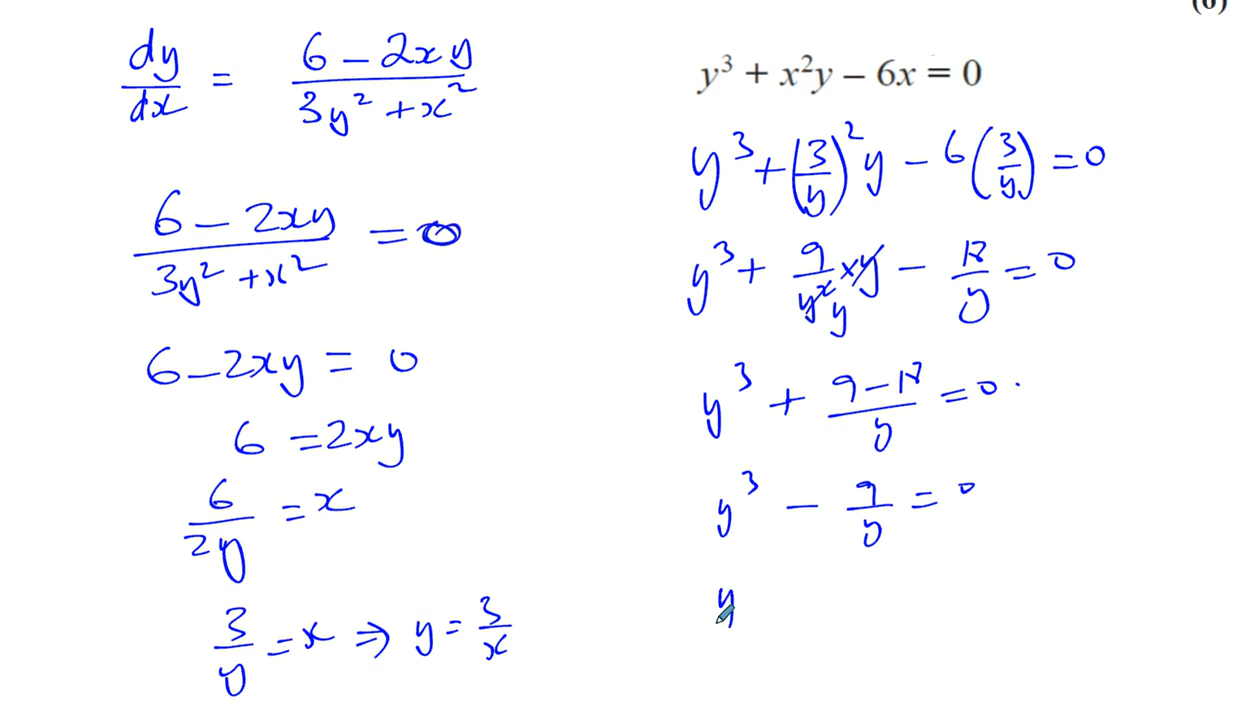 (6)
dy/dx = (6 - 2xy)/(3y² + x²)
(6 - 2xy)/(3y² + x²) = 0
6 - 2xy = 0
6 = 2xy
6/(2y) = x
3/y = x ⇒ y = 3/x
y³ + x²y – 6x = 0
y³ + (3/y)²y - 6(3/y) = 0
y³ + 9/y² × y - 18/y = 0
y³ + (9 - 18)/y = 0.
y³ - 9/y = 0
y